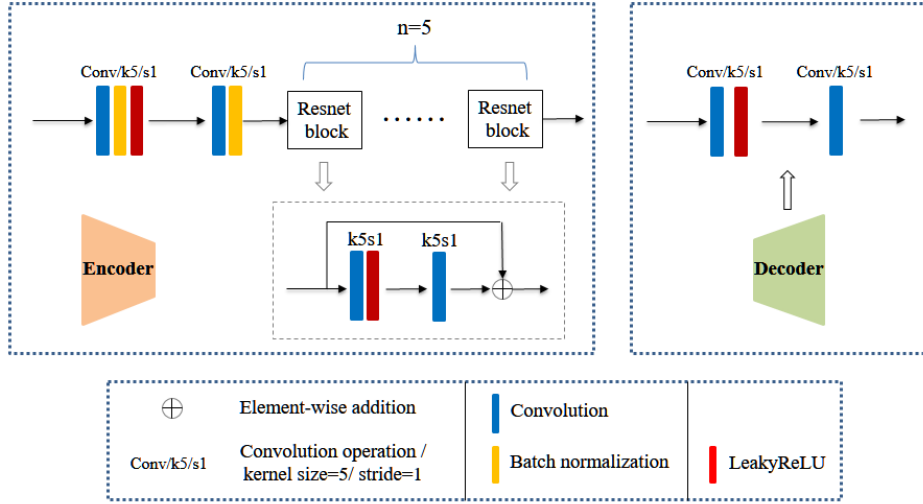 n=5
Conv/k5/s1
Conv/k5/s1
Resnet
block
......
Resnet
block
Encoder
k5s1
k5s1
Conv/k5/s1
Conv/k5/s1
Decoder
Element-wise addition
Conv/k5/s1
Convolution operation /
kernel size=5/ stride=1
Convolution
Batch normalization
LeakyReLU